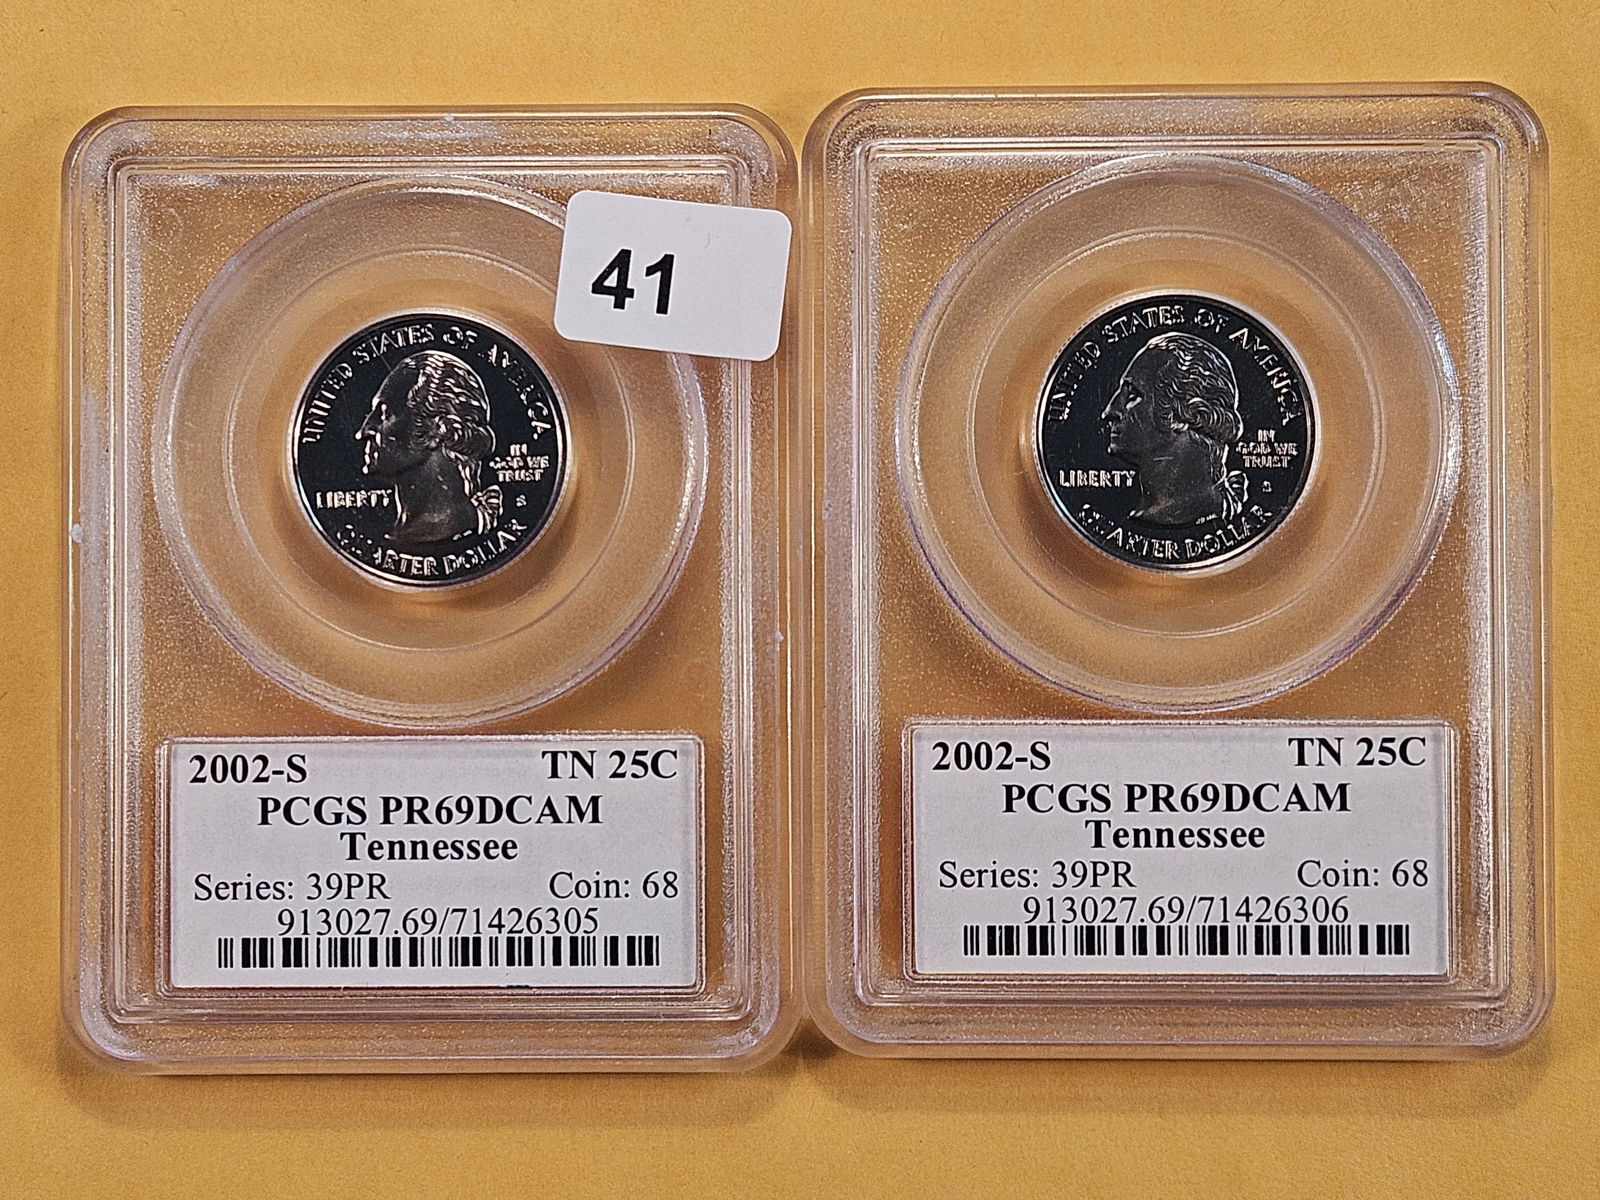 41
UNITED STATES OF AMERICA
IN
GOD WE
TRUST
LIBERTY
S
QUARTER DOLLAR
2002-S TN 25C
PCGS PR69DCAM
Tennessee
Series: 39PR Coin: 68
913027.69/71426305
UNITED STATES OF AMERICA
IN
GOD WE
TRUST
LIBERTY
S
QUARTER DOLLAR
2002-S TN 25C
PCGS PR69DCAM
Tennessee
Series: 39PR Coin: 68
913027.69/71426306